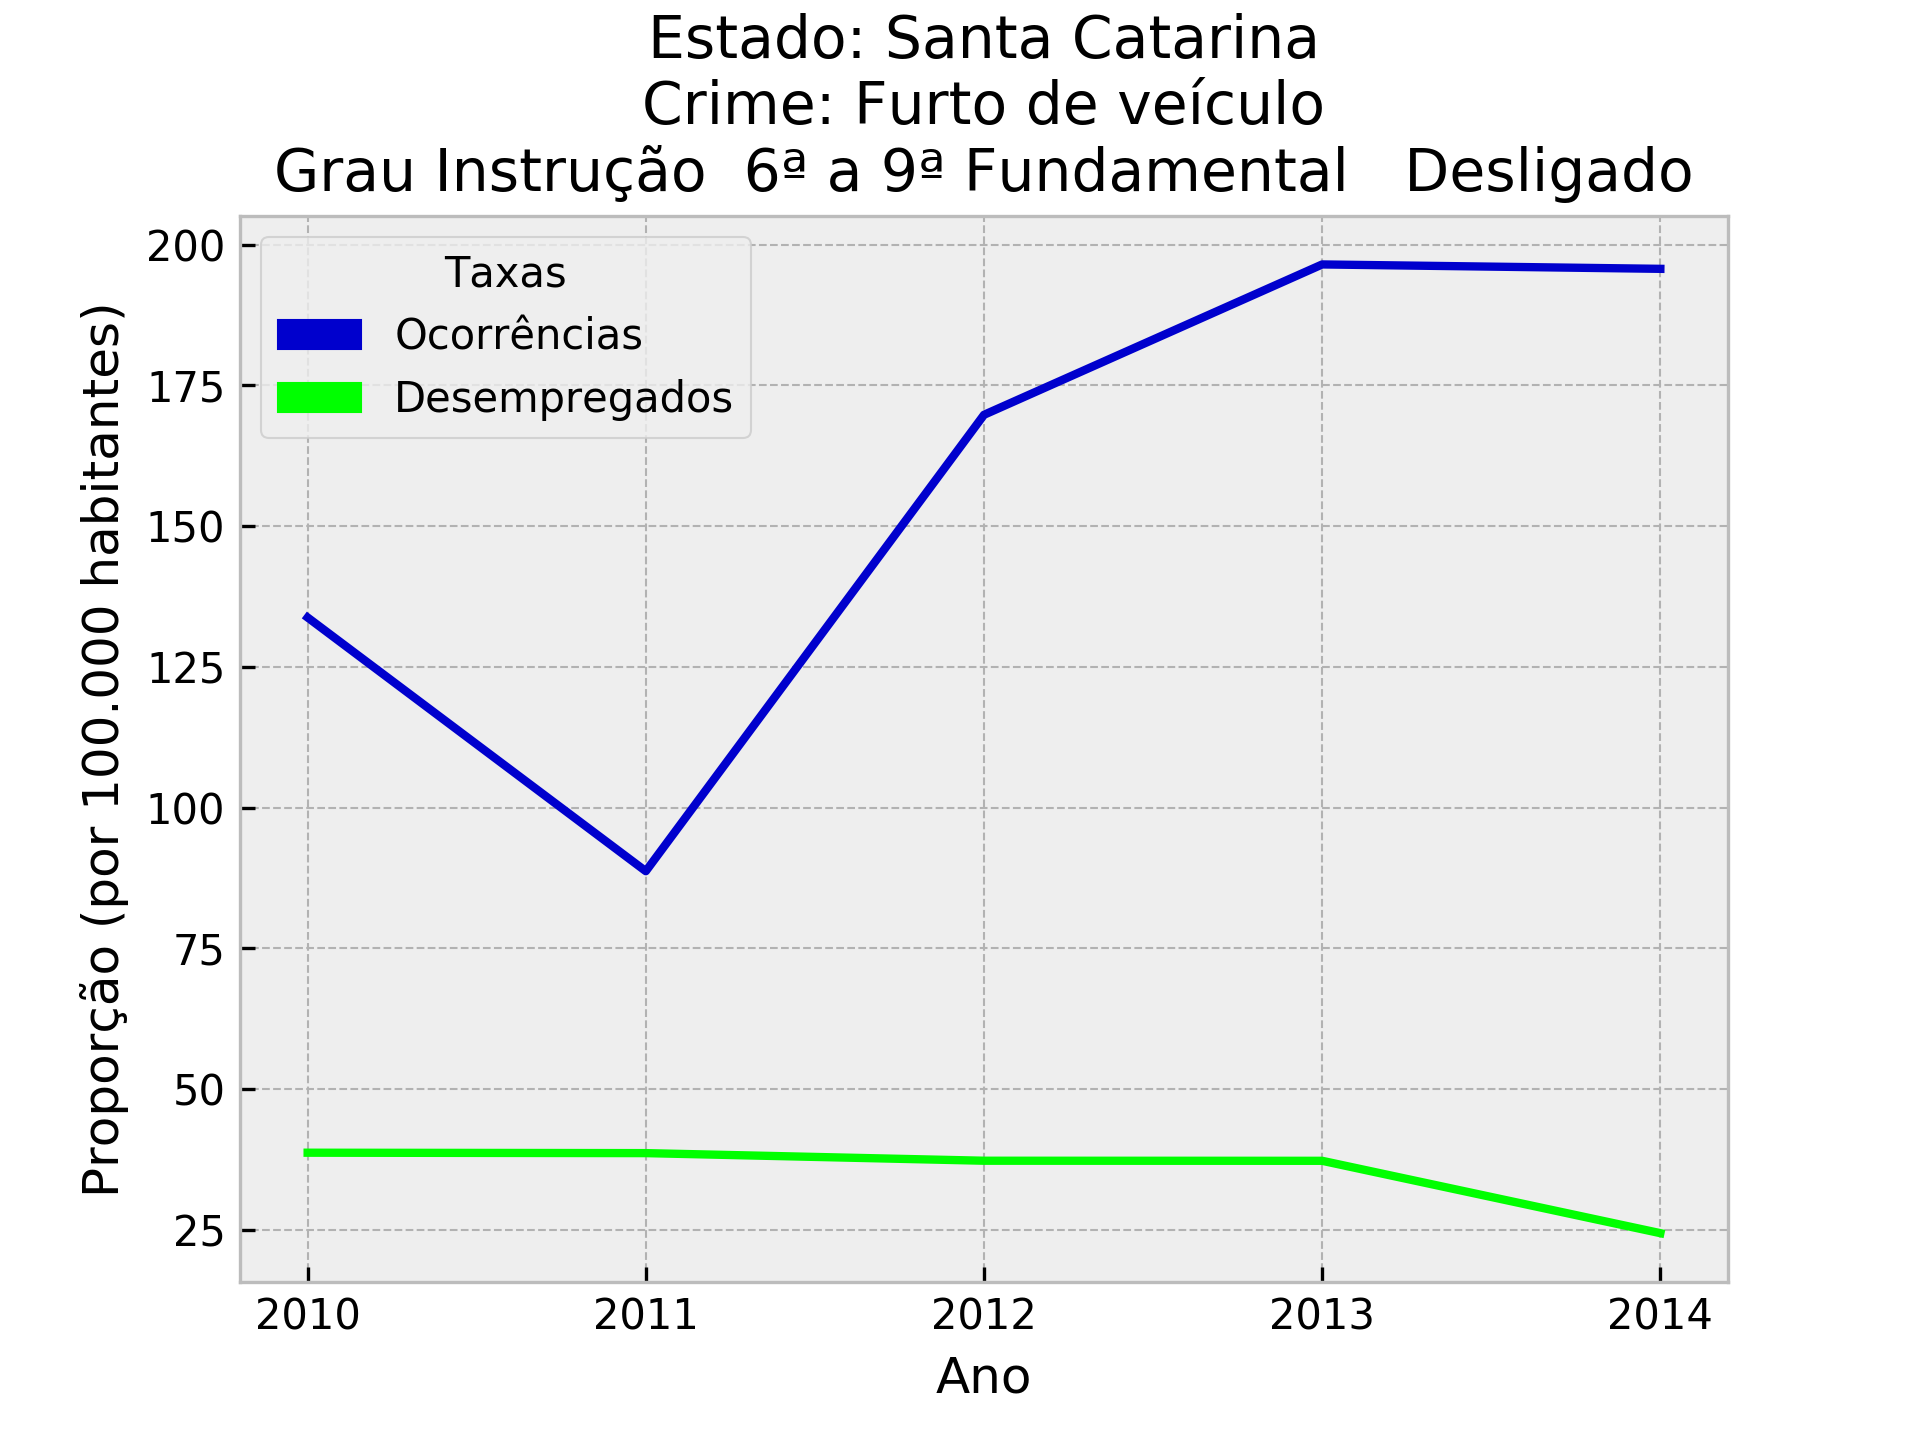 Estado: Santa Catarina
Crime: Furto de veículo
Grau Instrução  6ª a 9ª Fundamental   Desligado
Taxas
Ocorrências
Desempregados
Proporção (por 100.000 habitantes)
200
175
150
125
100
75
50
25
2010 2011 2012 2013 2014
Ano